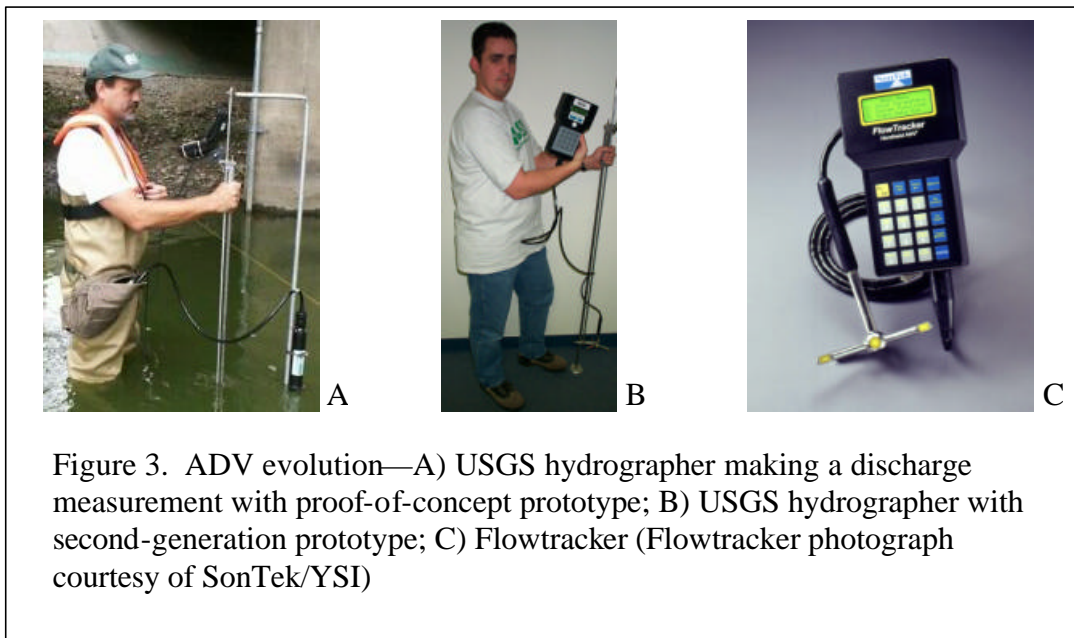 SonTek
FlowTracker
A
B
C
Figure 3.  ADV evolution—A) USGS hydrographer making a discharge
measurement with proof-of-concept prototype; B) USGS hydrographer with
second-generation prototype; C) Flowtracker (Flowtracker photograph
courtesy of SonTek/YSI)